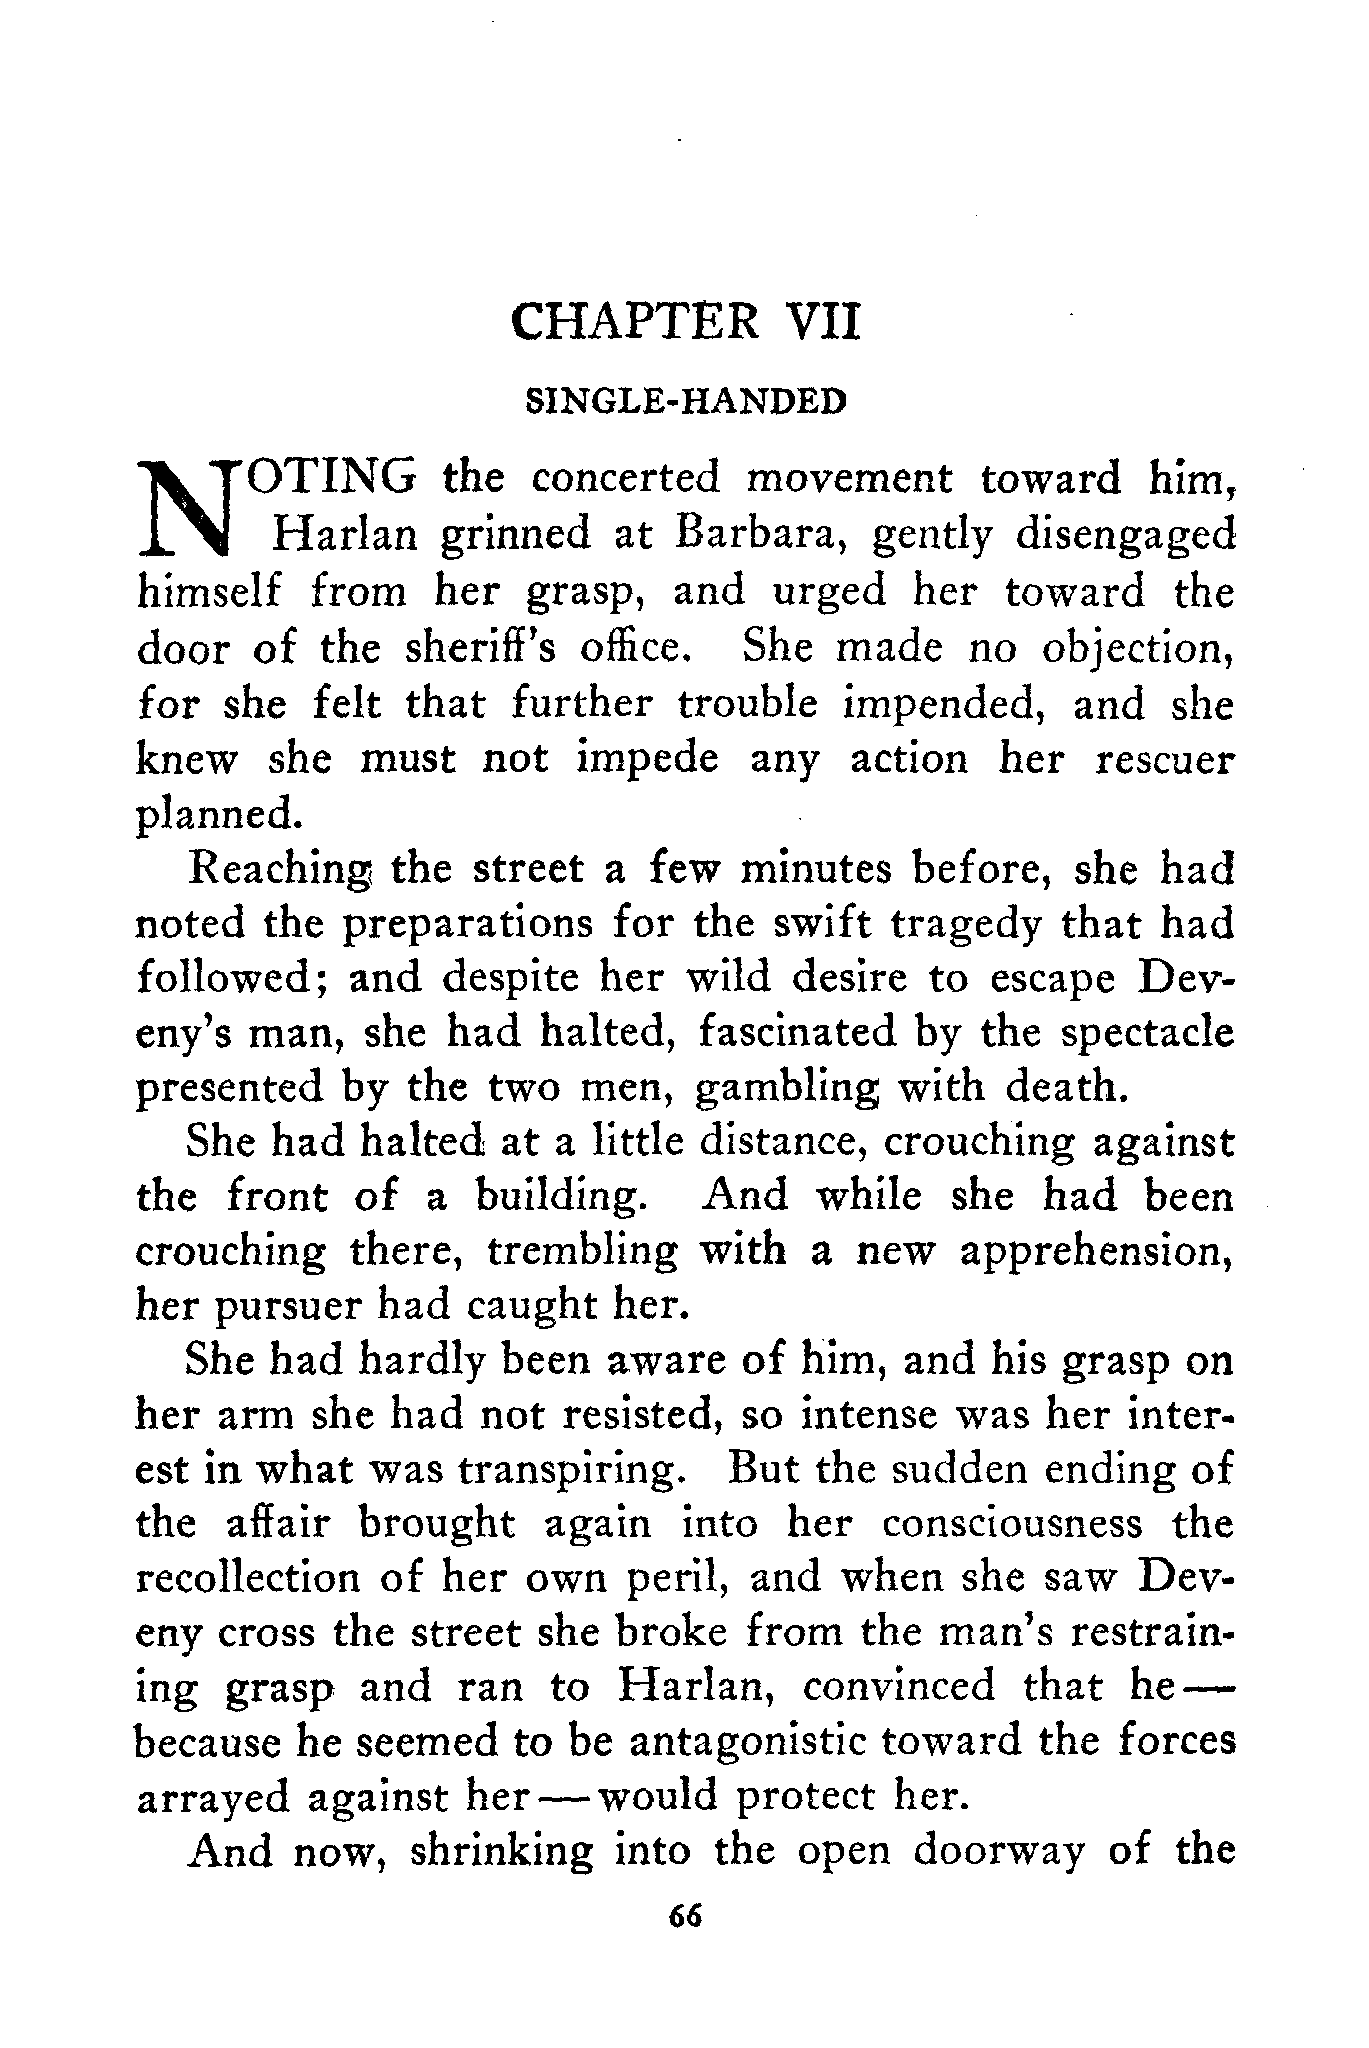 CHAPTER VII
SINGLE-HANDED
NOTING the concerted movement toward him,
Harlan grinned at Barbara, gently disengaged
himself from her grasp, and urged her toward the
door of the sheriff's office. She made no objection,
for she felt that further trouble impended, and she
knew she must not impede any action her rescuer
planned.
Reaching the street a few minutes before, she had
noted the preparations for the swift tragedy that had
followed; and despite her wild desire to escape Dev-
eny's man, she had halted, fascinated by the spectacle
presented by the two men, gambling with death.
She had halted at a little distance, crouching against
the front of a building. And while she had been
crouching there, trembling with a new apprehension,
her pursuer had caught her.
She had hardly been aware of him, and his grasp on
her arm she had not resisted, so intense was her inter-
est in what was transpiring. But the sudden ending of
the affair brought again into her consciousness the
recollection of her own peril, and when she saw Dev-
eny cross the street she broke from the man's restrain-
ing grasp and ran to Harlan, convinced that he—
because he seemed to be antagonistic toward the forces
arrayed against her—would protect her.
And now, shrinking into the open doorway of the
66